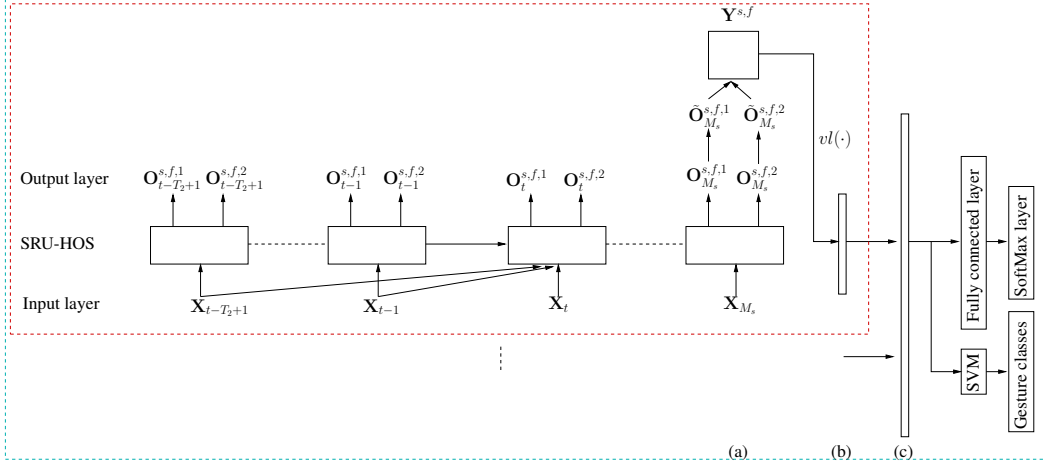 Y^{s,f}
Õ^{s,f,1}_{M_s} Õ^{s,f,2}_{M_s}
vl(·)
Output layer O^{s,f,1}_{t−T_2+1} O^{s,f,2}_{t−T_2+1} O^{s,f,1}_{t−1} O^{s,f,2}_{t−1} O^{s,f,1}_{t} O^{s,f,2}_{t} O^{s,f,1}_{M_s} O^{s,f,2}_{M_s}
SRU-HOS
Input layer X_{t−T_2+1} X_{t−1} X_t X_{M_s}
Fully connected layer
SoftMax layer
SVM
Gesture classes
(a) (b) (c)